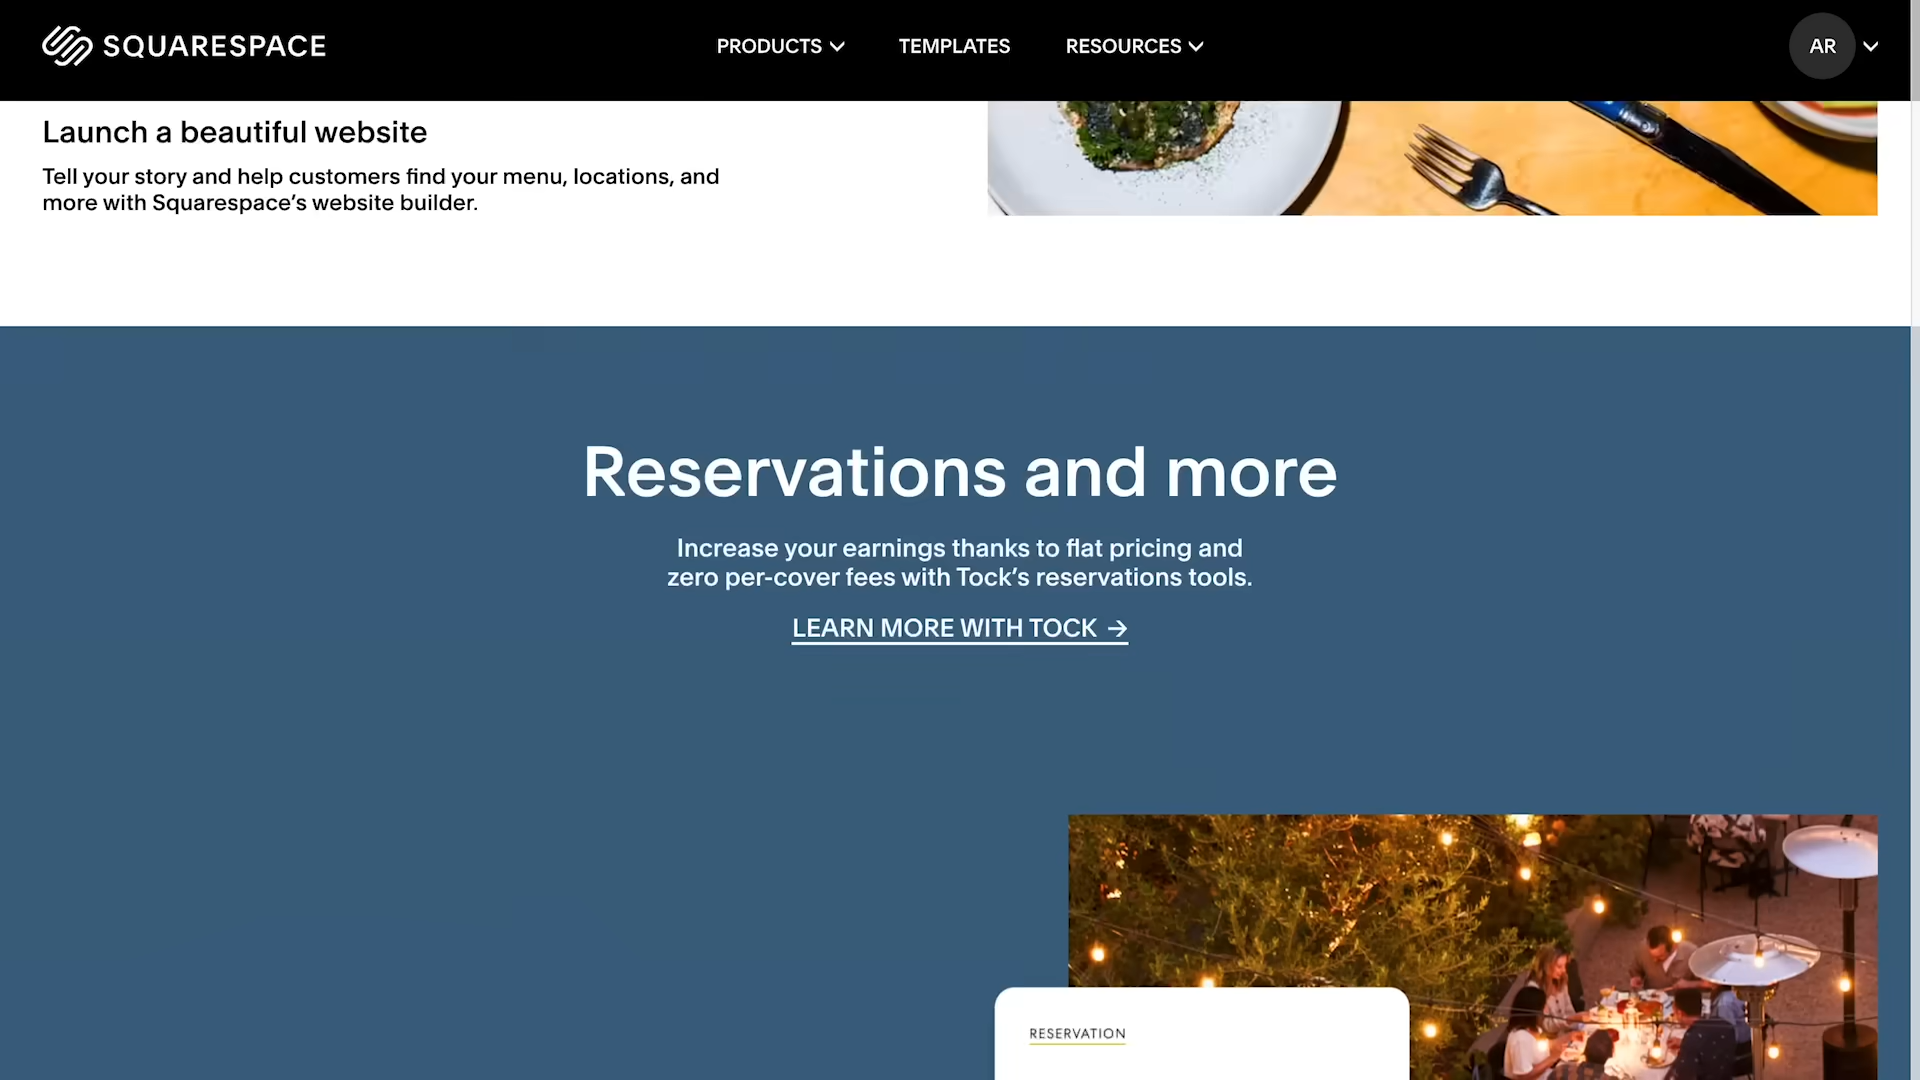 SQUARESPACE
PRODUCTS
TEMPLATES
RESOURCES
AR
Launch a beautiful website
Tell your story and help customers find your menu, locations, and
more with Squarespace’s website builder.
Reservations and more
Increase your earnings thanks to flat pricing and
zero per-cover fees with Tock’s reservations tools.
LEARN MORE WITH TOCK →
RESERVATION